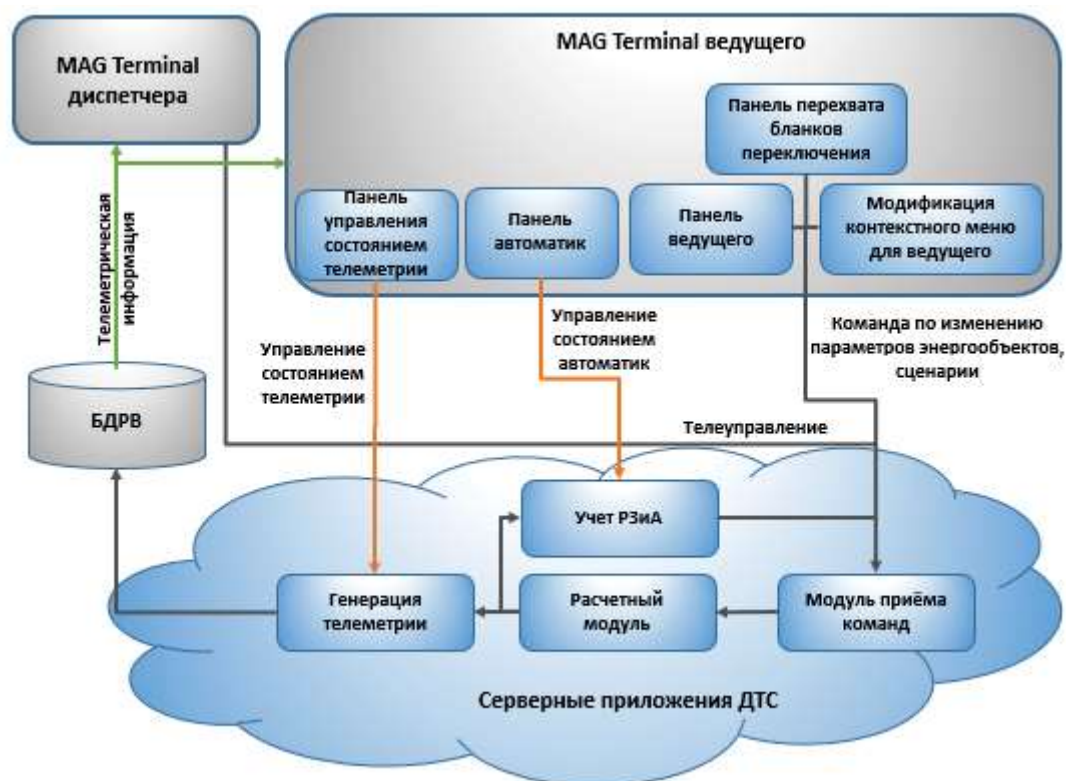 MAG Terminal
диспетчера
MAG Terminal ведущего
Панель перехвата
бланков
переключения
Панель
управления
состоянием
телеметрии
Панель
автоматик
Панель
ведущего
Модификация
контекстного меню
для ведущего
Телеметрическая
информация
Управление
состоянием
телеметрии
Управление
состоянием
автоматик
Команда по изменению
параметров энергообъектов,
сценарии
БДРВ
Телеуправление
Учет РЗиА
Генерация
телеметрии
Расчетный
модуль
Модуль приёма
команд
Серверные приложения ДТС